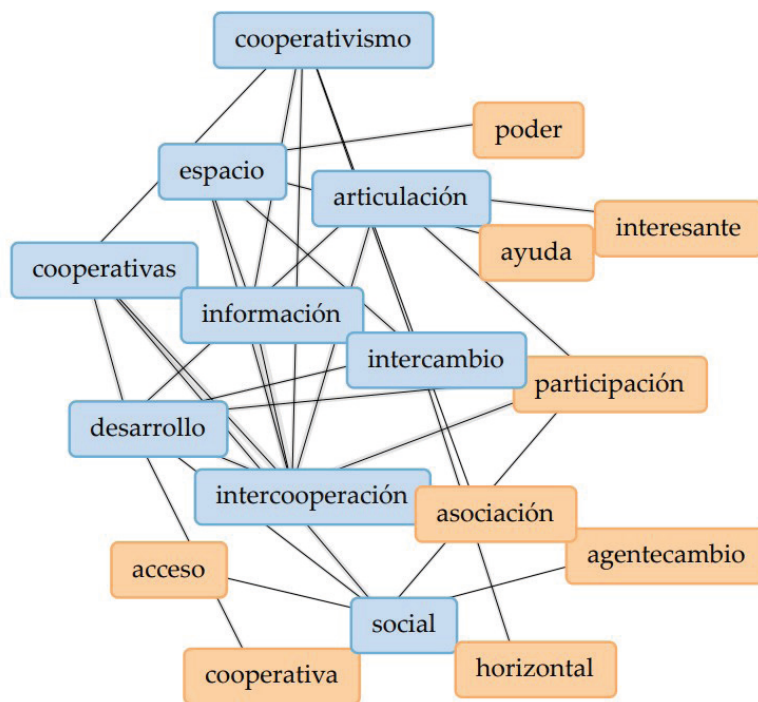 cooperativismo
poder
espacio
articulación
interesante
ayuda
cooperativas
información
intercambio
participación
desarrollo
intercooperación
asociación
agentecambio
acceso
social
cooperativa
horizontal